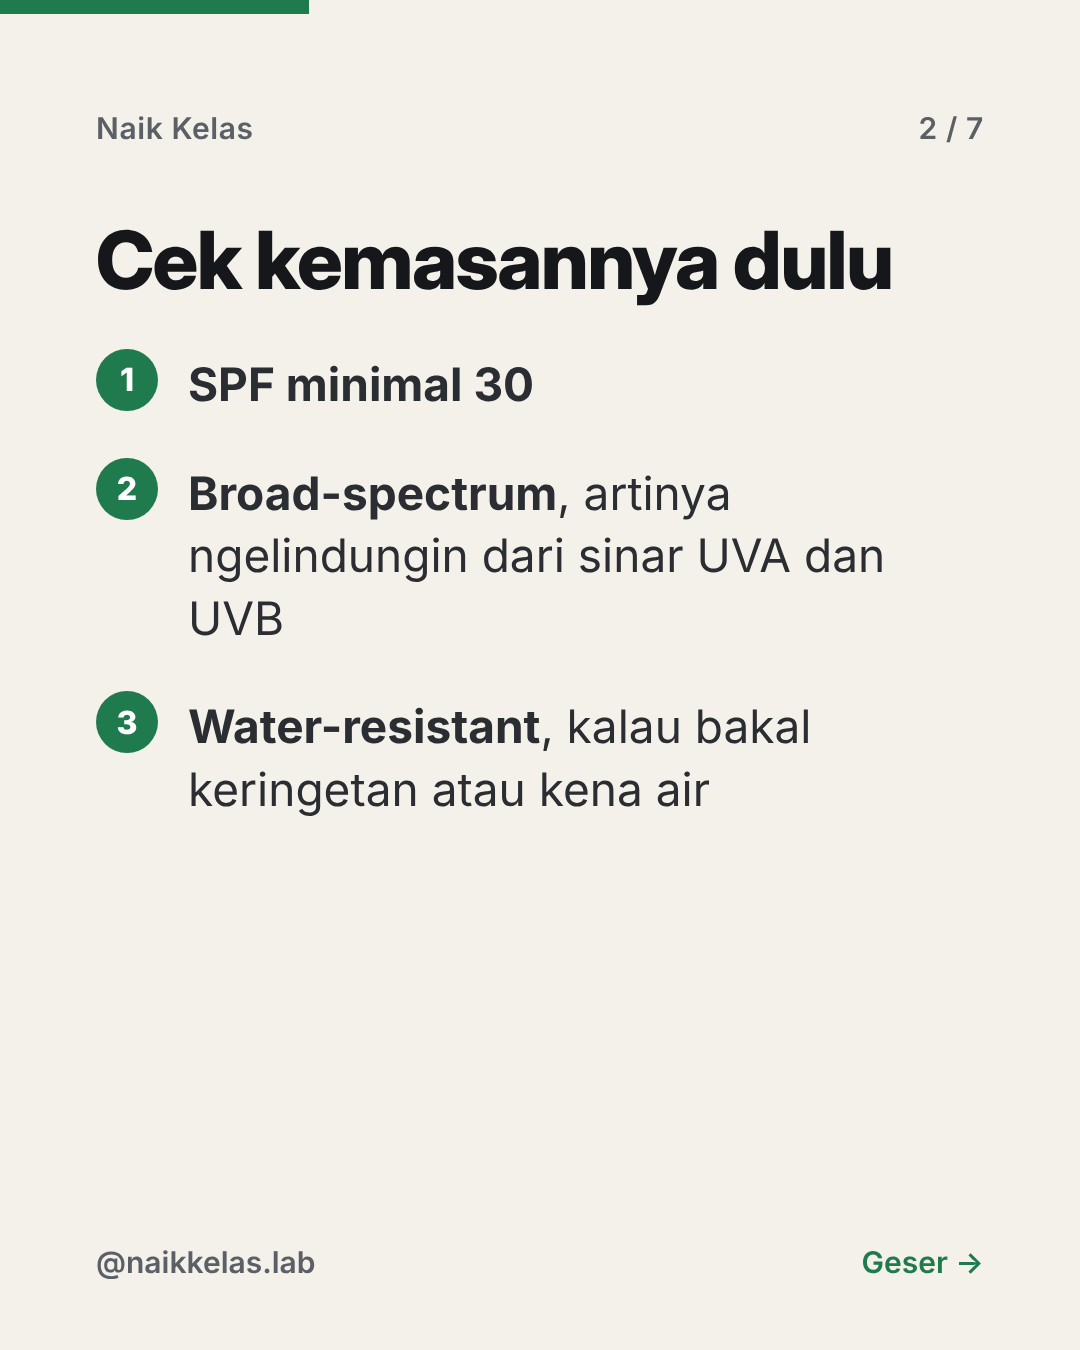 Naik Kelas
2 / 7
Cek kemasannya dulu
1 SPF minimal 30
2 Broad-spectrum, artinya
ngelindungin dari sinar UVA dan
UVB
3 Water-resistant, kalau bakal
keringetan atau kena air
@naikkelas.lab
Geser →